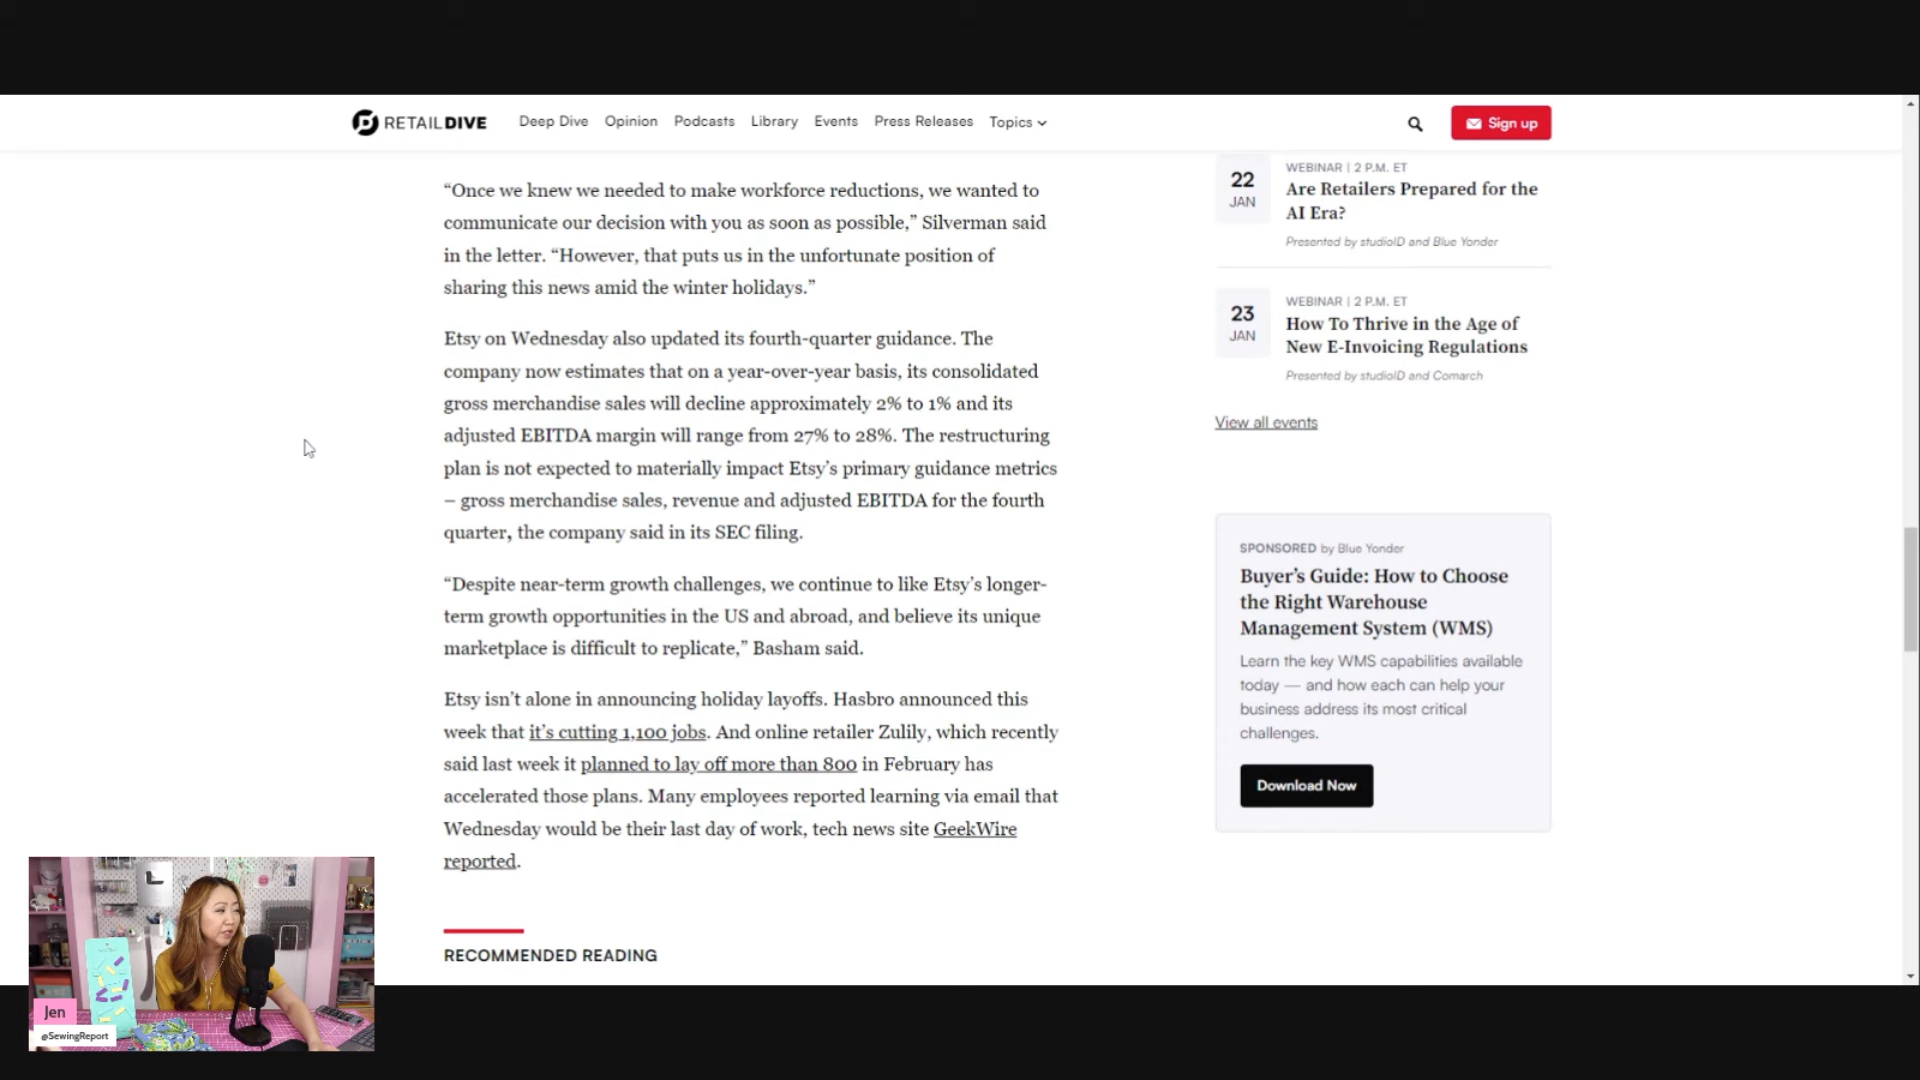 RETAILDIVE Deep Dive Opinion Podcasts Library Events Press Releases Topics Sign up
“Once we knew we needed to make workforce reductions, we wanted to
communicate our decision with you as soon as possible,” Silverman said
in the letter. “However, that puts us in the unfortunate position of
sharing this news amid the winter holidays.”
Etsy on Wednesday also updated its fourth-quarter guidance. The
company now estimates that on a year-over-year basis, its consolidated
gross merchandise sales will decline approximately 2% to 1% and its
adjusted EBITDA margin will range from 27% to 28%. The restructuring
plan is not expected to materially impact Etsy’s primary guidance metrics
– gross merchandise sales, revenue and adjusted EBITDA for the fourth
quarter, the company said in its SEC filing.
“Despite near-term growth challenges, we continue to like Etsy’s longer-
term growth opportunities in the US and abroad, and believe its unique
marketplace is difficult to replicate,” Basham said.
Etsy isn’t alone in announcing holiday layoffs. Hasbro announced this
week that it’s cutting 1,100 jobs. And online retailer Zulily, which recently
said last week it planned to lay off more than 800 in February has
accelerated those plans. Many employees reported learning via email that
Wednesday would be their last day of work, tech news site GeekWire
reported.
RECOMMENDED READING
22
JAN
WEBINAR | 2 P.M. ET
Are Retailers Prepared for the
AI Era?
Presented by studioID and Blue Yonder
23
JAN
WEBINAR | 2 P.M. ET
How To Thrive in the Age of
New E-Invoicing Regulations
Presented by studioID and Comarch
View all events
SPONSORED by Blue Yonder
Buyer’s Guide: How to Choose
the Right Warehouse
Management System (WMS)
Learn the key WMS capabilities available
today — and how each can help your
business address its most critical
challenges.
Download Now
Jen
@SewingReport